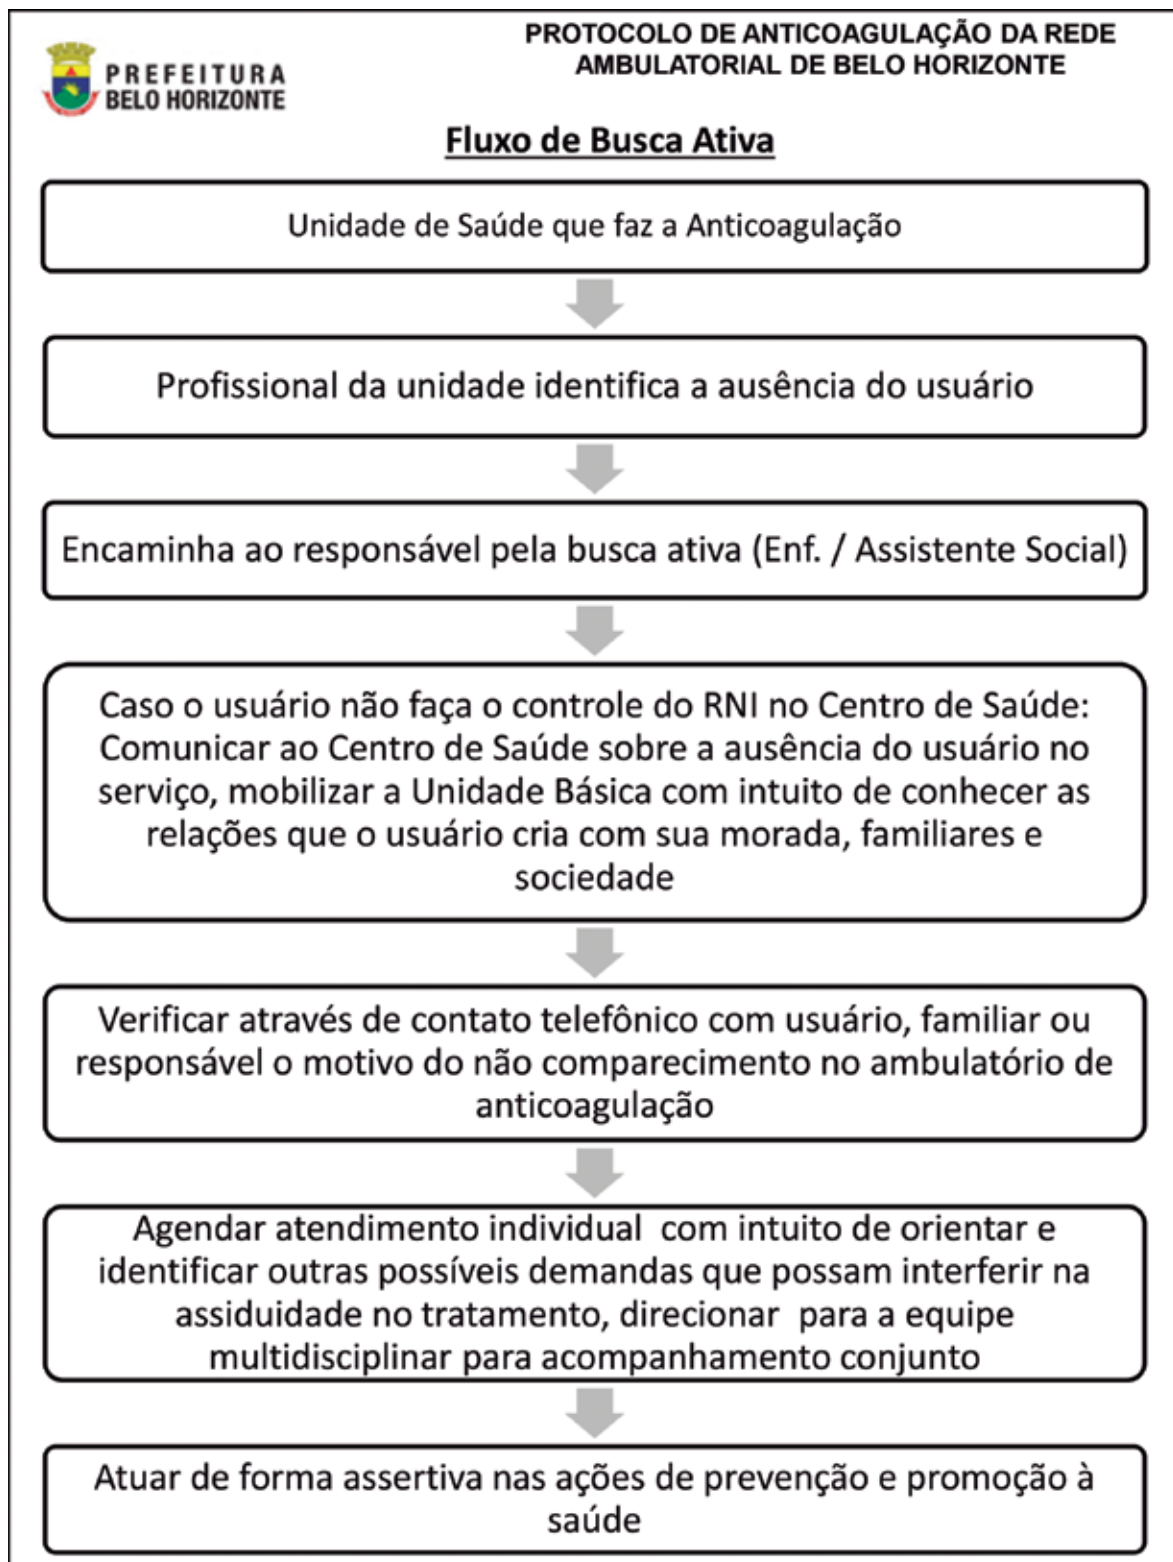 PROTOCOLO DE ANTICOAGULAÇÃO DA REDE
AMBULATORIAL DE BELO HORIZONTE
PREFEITURA
BELO HORIZONTE
Fluxo de Busca Ativa
Unidade de Saúde que faz a Anticoagulação
Profissional da unidade identifica a ausência do usuário
Encaminha ao responsável pela busca ativa (Enf. / Assistente Social)
Caso o usuário não faça o controle do RNI no Centro de Saúde:
Comunicar ao Centro de Saúde sobre a ausência do usuário no
serviço, mobilizar a Unidade Básica com intuito de conhecer as
relações que o usuário cria com sua morada, familiares e
sociedade
Verificar através de contato telefônico com usuário, familiar ou
responsável o motivo do não comparecimento no ambulatório de
anticoagulação
Agendar atendimento individual com intuito de orientar e
identificar outras possíveis demandas que possam interferir na
assiduidade no tratamento, direcionar para a equipe
multidisciplinar para acompanhamento conjunto
Atuar de forma assertiva nas ações de prevenção e promoção à
saúde